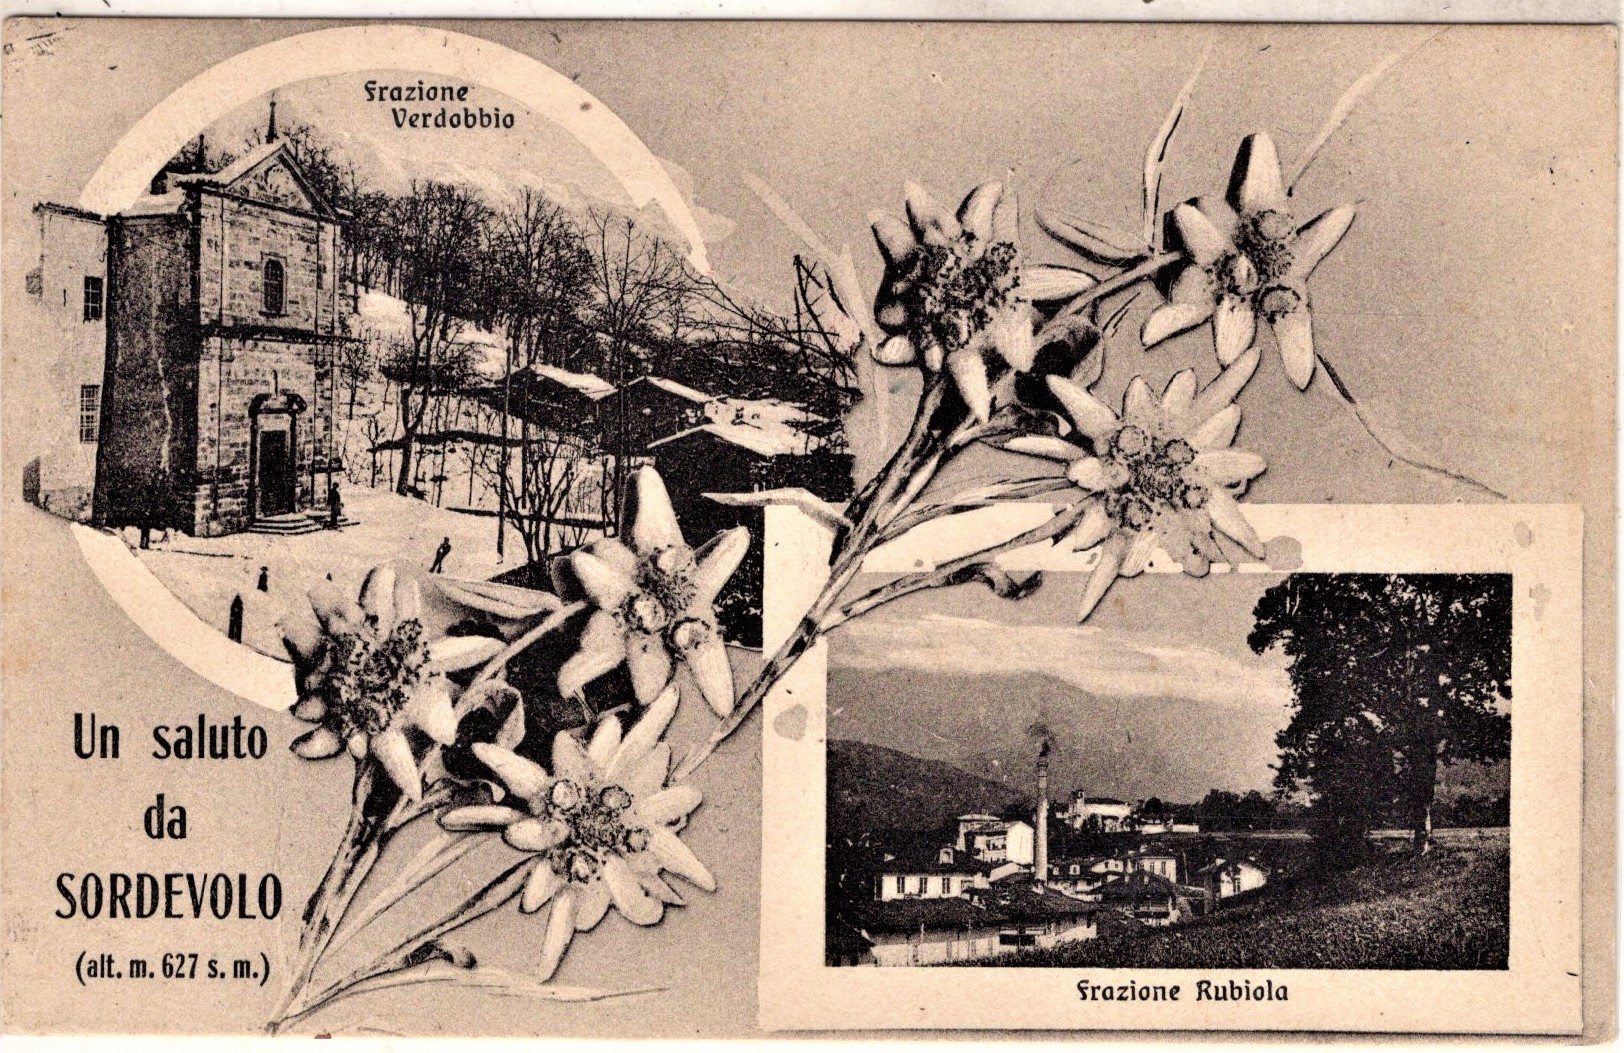 Frazione
Verdobbio
Un saluto
da
SORDEVOLO
(alt. m. 627 s. m.)
Frazione Rubiola